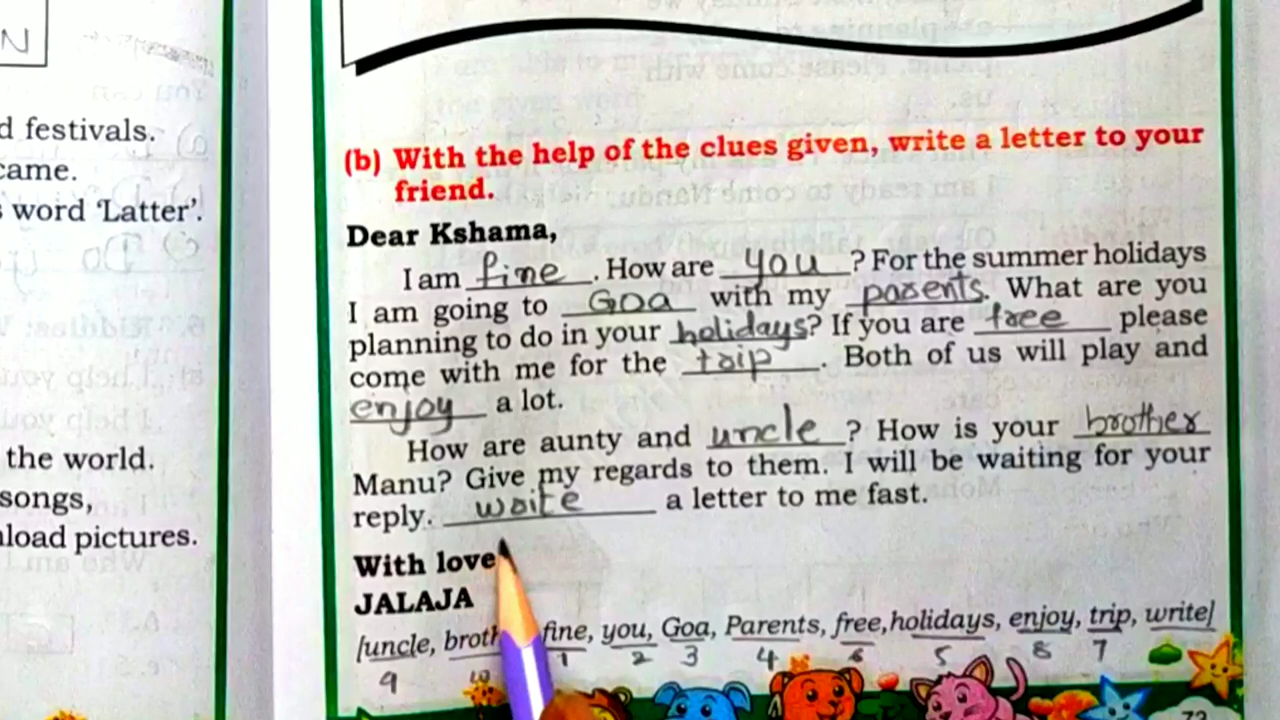 N
d festivals.
came.
s word ‘Latter’.
the world.
songs,
nload pictures.
(b) With the help of the clues given, write a letter to your
friend.
Dear Kshama,
I am fine. How are you? For the summer holidays
I am going to Goa with my parents. What are you
planning to do in your holidays? If you are free please
come with me for the trip. Both of us will play and
enjoy a lot.
How are aunty and uncle? How is your brother
Manu? Give my regards to them. I will be waiting for your
reply. write a letter to me fast.
With love
JALAJA
[uncle, broth fine, you, Goa, Parents, free, holidays, enjoy, trip, write]
9 10 1 2 3 4 6 5 8 7
73